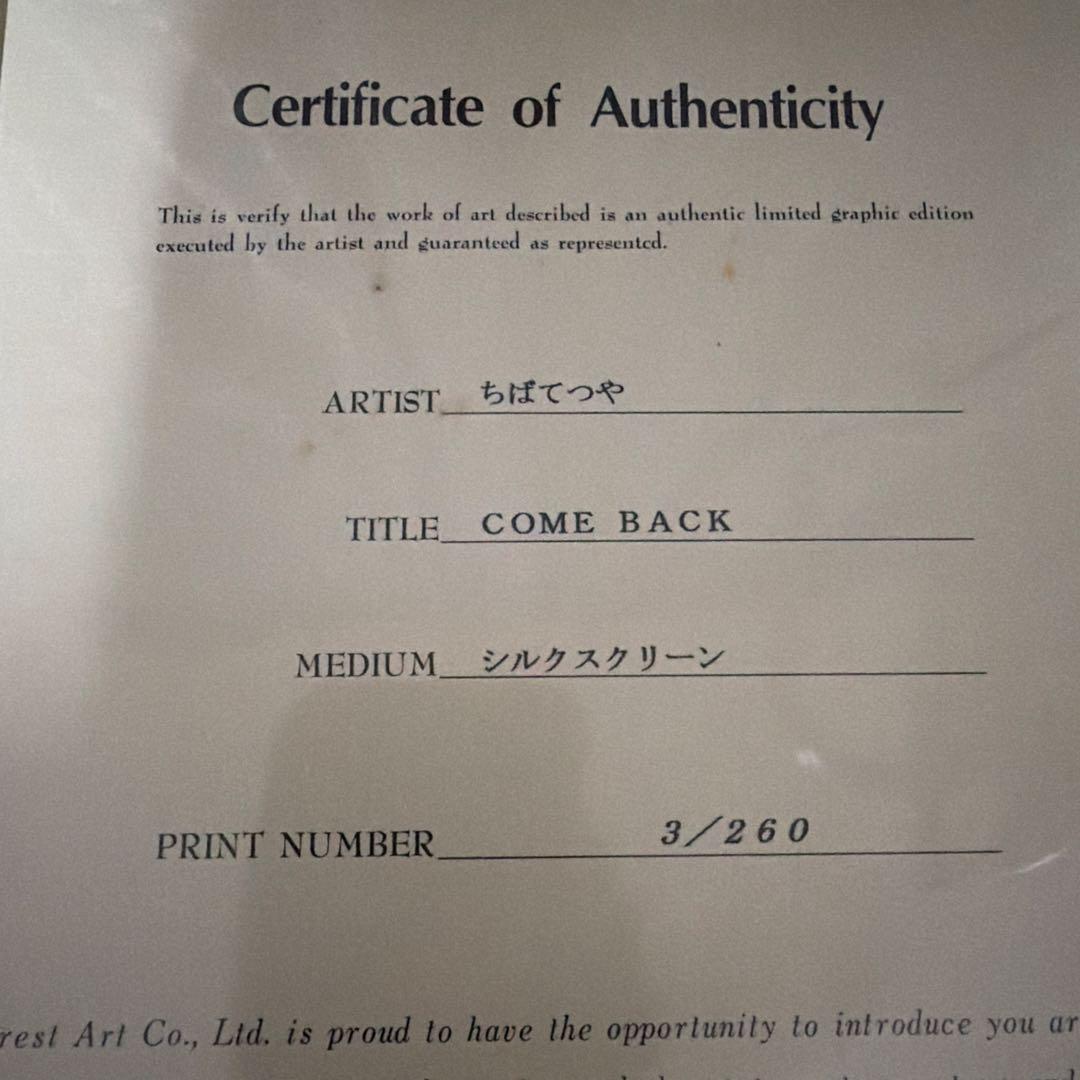 Certificate of Authenticity
This is verify that the work of art described is an authentic limited graphic edition
executed by the artist and guaranteed as represented.
ARTIST ちばてつや
TITLE COME BACK
MEDIUM シルクスクリーン
PRINT NUMBER 3／260
rest Art Co., Ltd. is proud to have the opportunity to introduce you ar